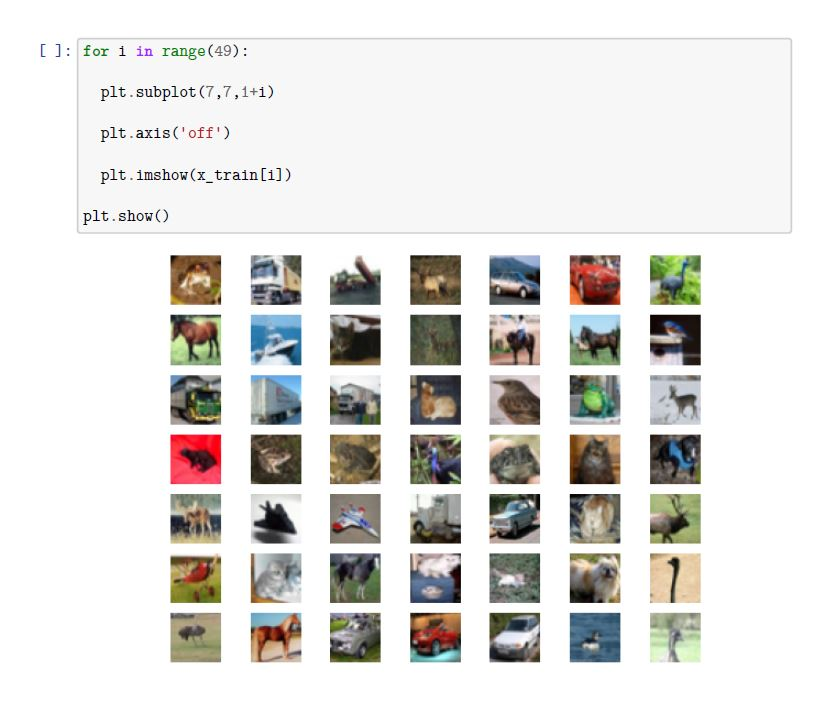 [ ]: for i in range(49):
plt.subplot(7,7,1+i)
plt.axis('off')
plt.imshow(x_train[i])
plt.show()